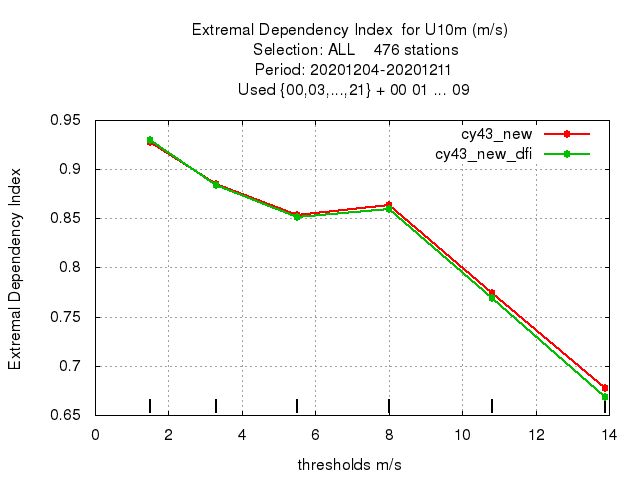 Extremal Dependency Index  for U10m (m/s)
Selection: ALL    476 stations
Period: 20201204-20201211
Used {00,03,...,21} + 00 01 ... 09
cy43_new
cy43_new_dfi
Extremal Dependency Index
0.95
0.9
0.85
0.8
0.75
0.7
0.65
0 2 4 6 8 10 12 14
thresholds m/s